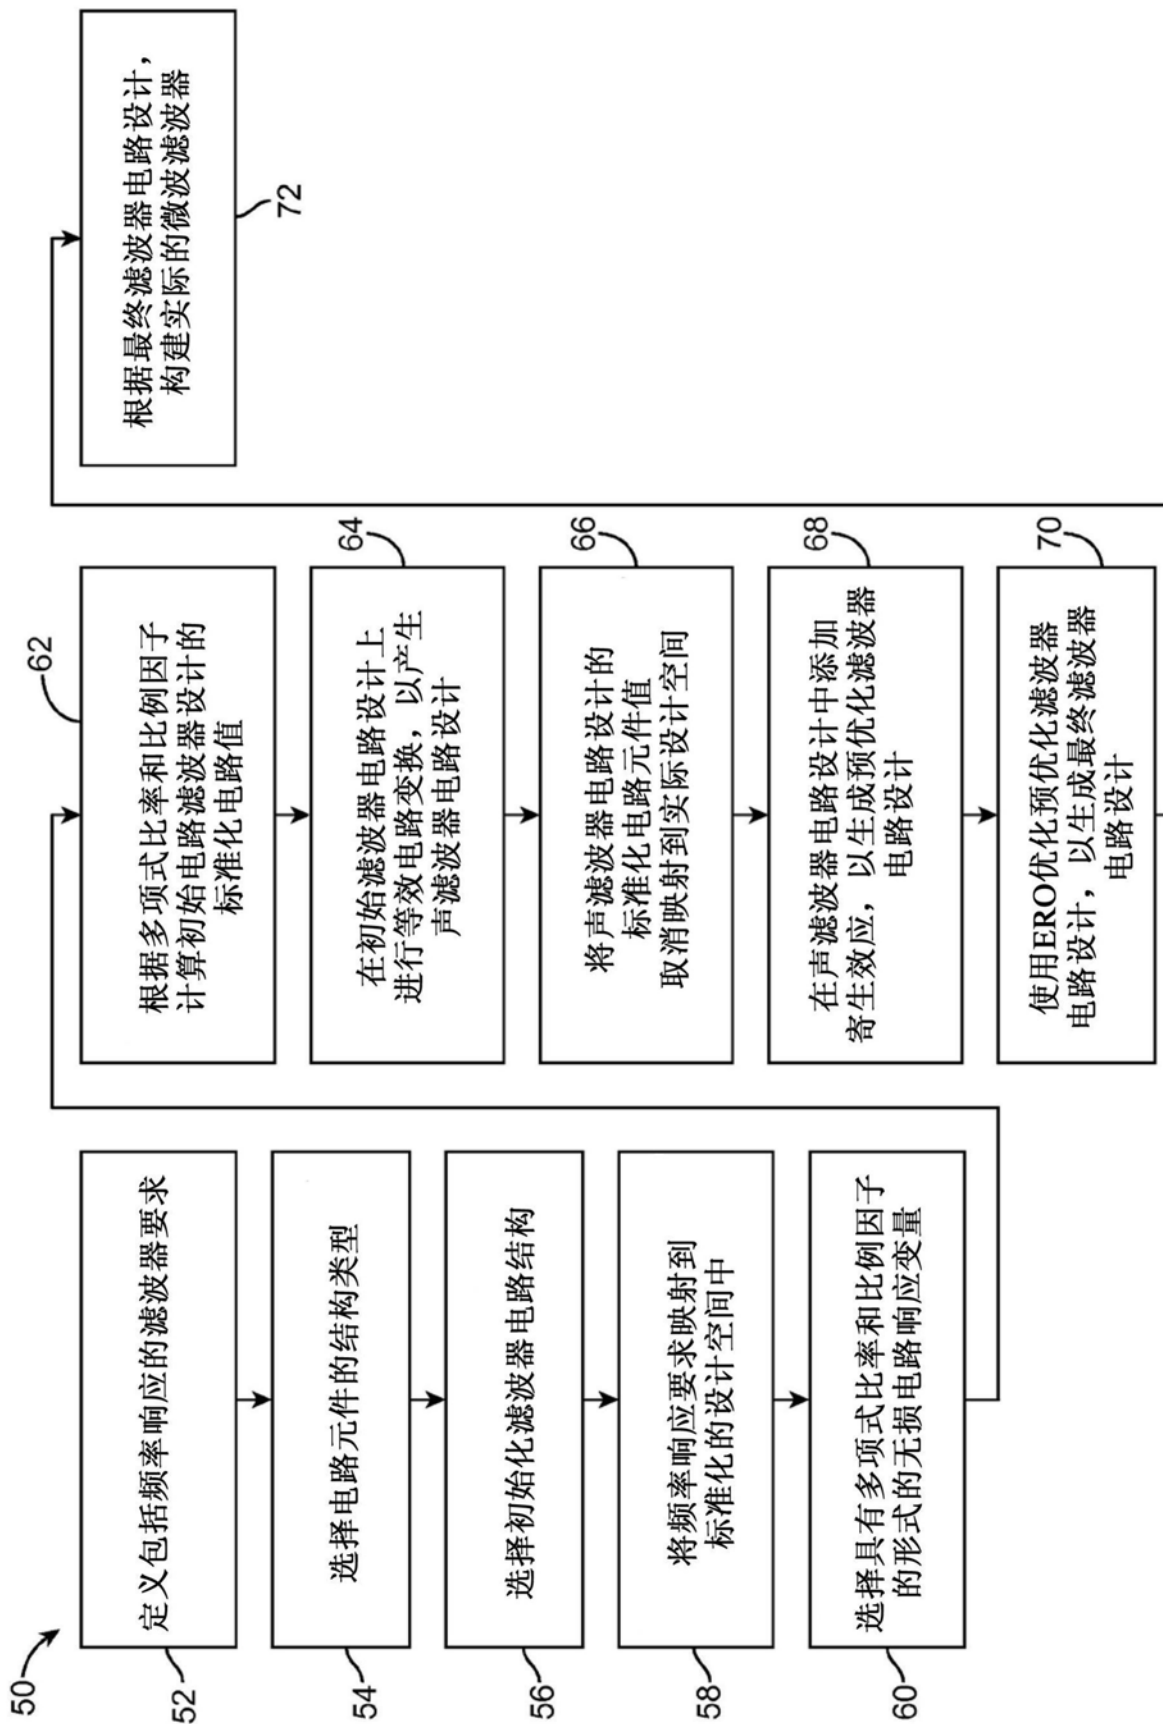 50
52
定义包括频率响应的滤波器要求
54
选择电路元件的结构类型
56
选择初始化滤波器电路结构
58
将频率响应要求映射到
标准化的设计空间中
60
选择具有多项式比率和比例因子
的形式的无损电路响应变量
62
根据多项式比率和比例因子
计算初始电路滤波器设计的
标准化电路值
64
在初始滤波器电路设计上
进行等效电路变换，以产生
声滤波器电路设计
66
将声滤波器电路设计的
标准化电路元件值
取消映射到实际设计空间
68
在声滤波器电路设计中添加
寄生效应，以生成预优化滤波器
电路设计
70
使用ERO优化预优化滤波器
电路设计，以生成最终滤波器
电路设计
72
根据最终滤波器电路设计，
构建实际的微波滤波器